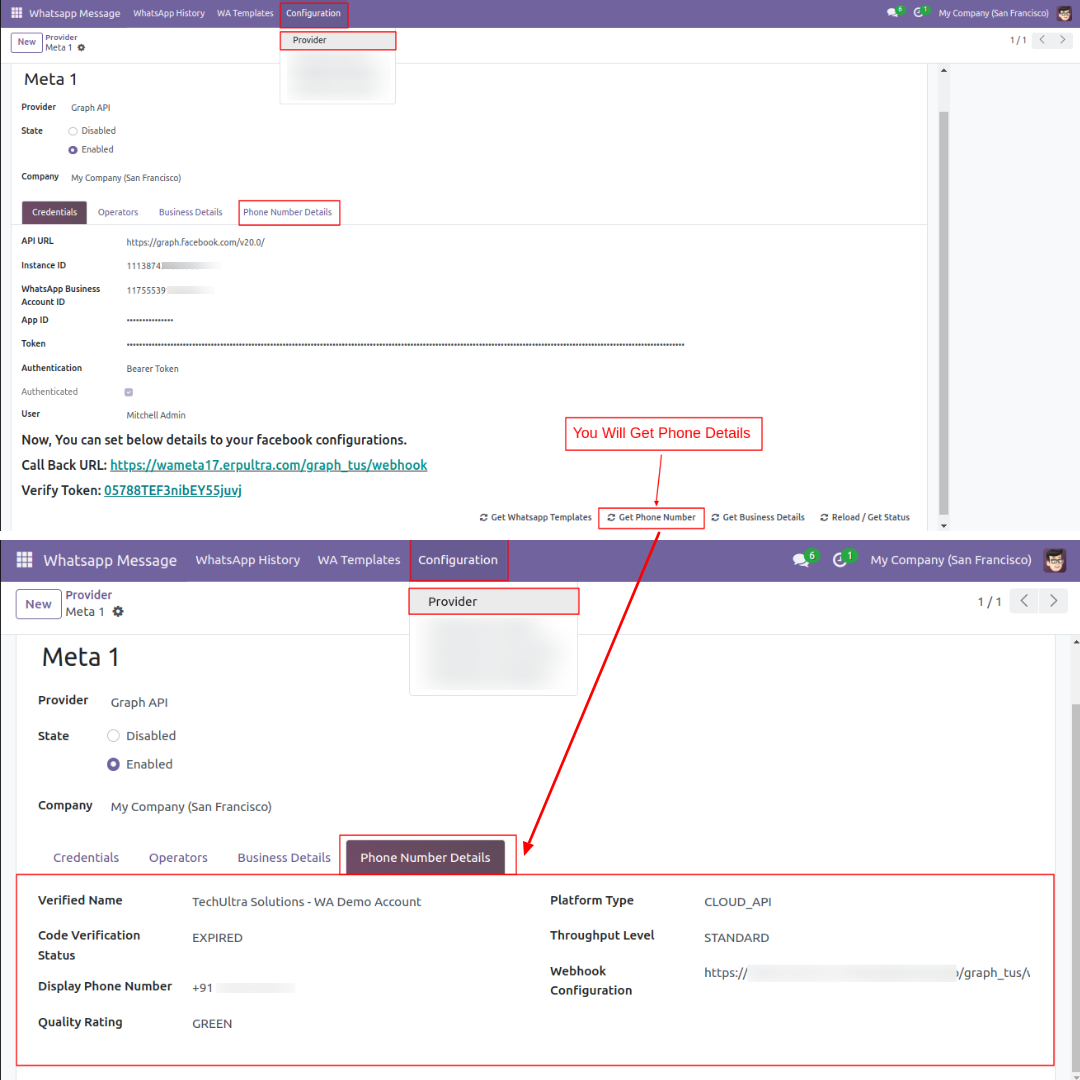 Whatsapp Message WhatsApp History WA Templates Configuration 6 1 My Company (San Francisco)
New Provider
Meta 1
Provider
1 / 1
Meta 1
Provider Graph API
State Disabled
Enabled
Company My Company (San Francisco)
Credentials Operators Business Details Phone Number Details
API URL https://graph.facebook.com/v20.0/
Instance ID 1113874
WhatsApp Business Account ID 11755539
App ID
Token
Authentication Bearer Token
Authenticated
User Mitchell Admin
Now, You can set below details to your facebook configurations.
You Will Get Phone Details
Call Back URL: https://wameta17.erpultra.com/graph_tus/webhook
Verify Token: 05788TEF3nibEY55juvj
Get Whatsapp Templates Get Phone Number Get Business Details Reload / Get Status
Whatsapp Message WhatsApp History WA Templates Configuration 6 1 My Company (San Francisco)
New Provider
Meta 1
Provider
1 / 1
Meta 1
Provider Graph API
State Disabled
Enabled
Company My Company (San Francisco)
Credentials Operators Business Details Phone Number Details
Verified Name TechUltra Solutions - WA Demo Account
Code Verification Status EXPIRED
Display Phone Number +91
Quality Rating GREEN
Platform Type CLOUD_API
Throughput Level STANDARD
Webhook Configuration https:// /graph_tus/